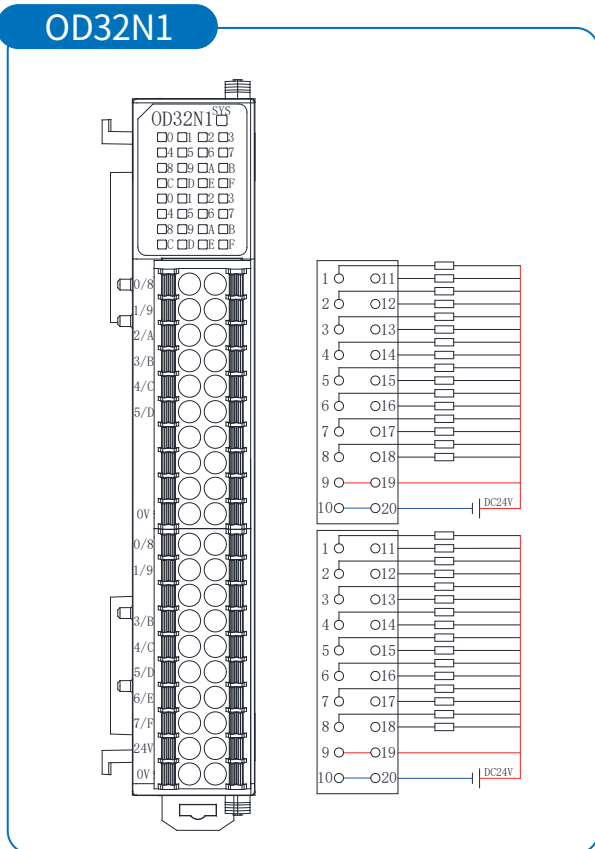 OD32N1
OD32N1 SYS
0 1 2 3
4 5 6 7
8 9 A B
C D E F
0 1 2 3
4 5 6 7
8 9 A B
C D E F
0/8
1/9
2/A
3/B
4/C
5/D
0V
0/8
1/9
3/B
4/C
5/D
6/E
7/F
24V
0V
1 11
2 12
3 13
4 14
5 15
6 16
7 17
8 18
9 19
10 20 DC24V
1 11
2 12
3 13
4 14
5 15
6 16
7 17
8 18
9 19
10 20 DC24V